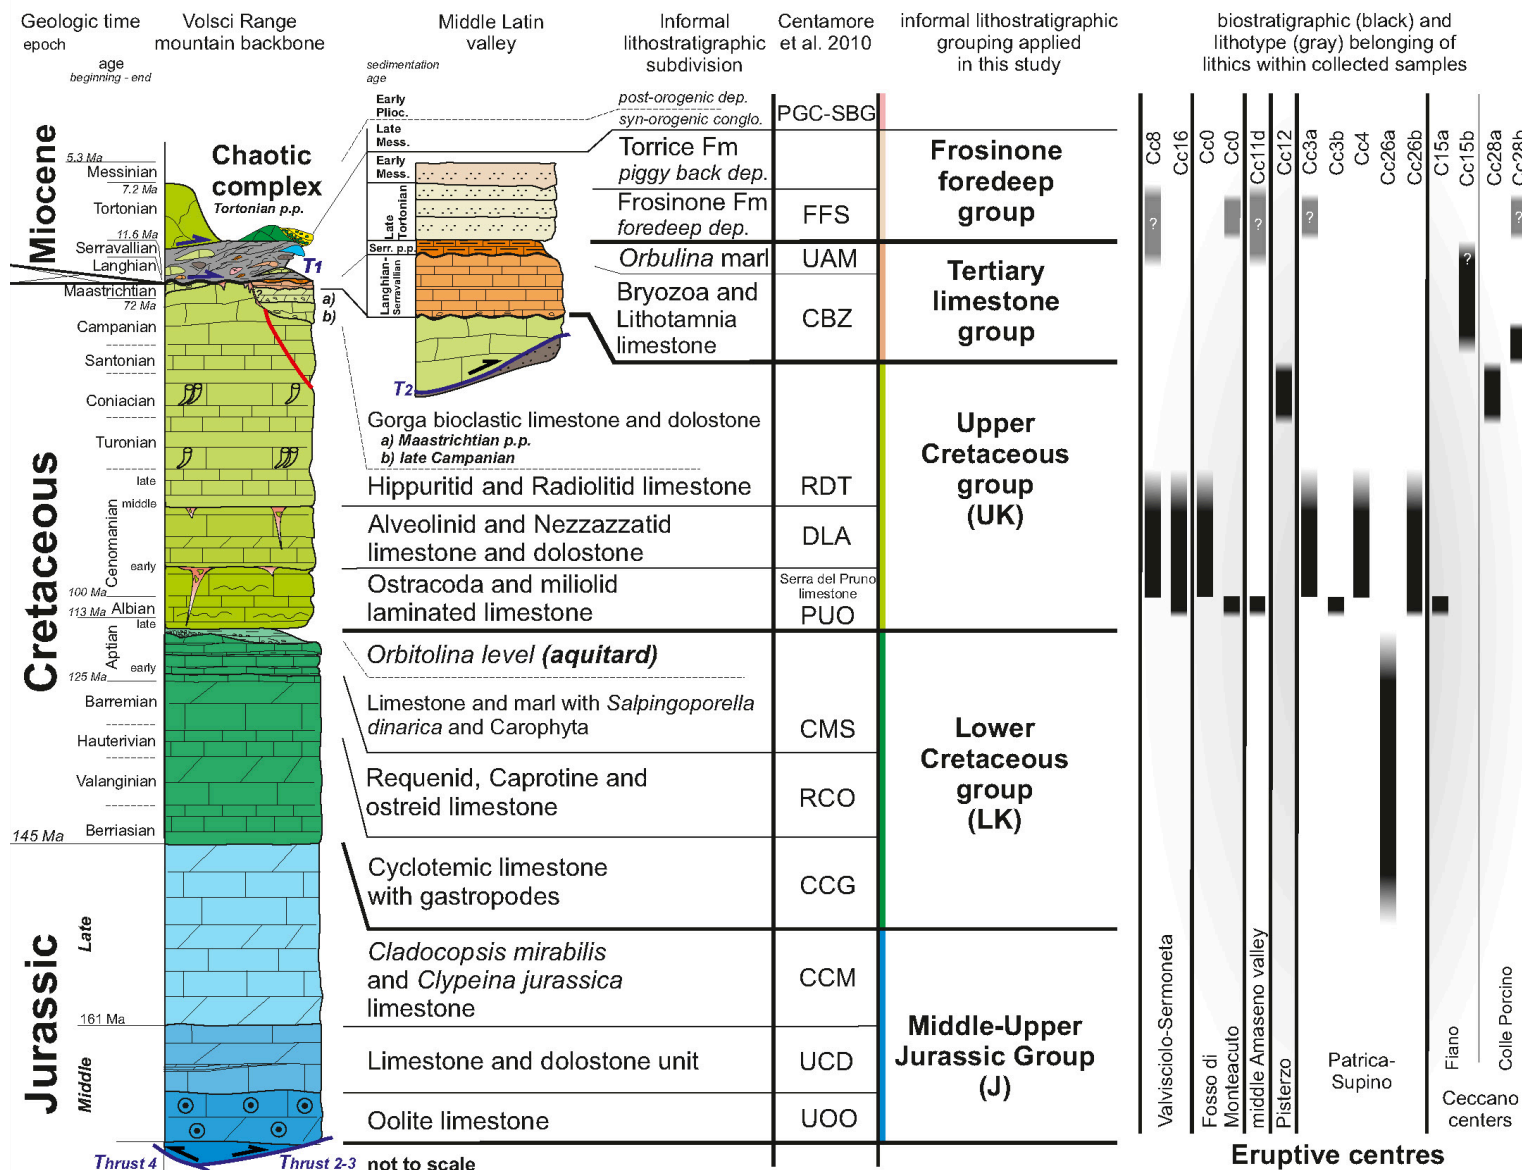 Geologic time
epoch
age
beginning - end
Volsci Range
mountain backbone
Middle Latin
valley
Informal
lithostratigraphic
subdivision
Centamore
et al. 2010
informal lithostratigraphic
grouping applied
in this study
biostratigraphic (black) and
lithotype (gray) belonging of
lithics within collected samples
sedimentation
age
Early
Plioc.
Late
Mess.
Early
Mess.
Late
Tortonian
Serr. p.p.
Langhian-
Serravallian
post-orogenic dep.
syn-orogenic conglo.
PGC-SBG
Torrice Fm
piggy back dep.
Frosinone Fm
foredeep dep.
FFS
Orbulina marl
UAM
Bryozoa and
Lithotamnia
limestone
CBZ
Frosinone
foredeep
group
Tertiary
limestone
group
Miocene
5.3 Ma
Messinian
7.2 Ma
Tortonian
11.6 Ma
Serravallian
Langhian
Chaotic
complex
Tortonian p.p.
T1
a)
b)
T2
Cretaceous
Maastrichtian
72 Ma
Campanian
Santonian
Coniacian
Turonian
late
middle
Cenomanian
early
100 Ma
Albian
113 Ma
late
Aptian
early
125 Ma
Barremian
Hauterivian
Valanginian
Berriasian
145 Ma
Gorga bioclastic limestone and dolostone
a) Maastrichtian p.p.
b) late Campanian
Hippuritid and Radiolitid limestone
RDT
Alveolinid and Nezzazzatid
limestone and dolostone
DLA
Ostracoda and miliolid
laminated limestone
Serra del Pruno
limestone
PUO
Upper
Cretaceous
group
(UK)
Orbitolina level (aquitard)
Limestone and marl with Salpingoporella
dinarica and Carophyta
CMS
Requenid, Caprotine and
ostreid limestone
RCO
Cyclotemic limestone
with gastropodes
CCG
Lower
Cretaceous
group
(LK)
Jurassic
Late
161 Ma
Middle
Cladocopsis mirabilis
and Clypeina jurassica
limestone
CCM
Limestone and dolostone unit
UCD
Oolite limestone
UOO
Middle-Upper
Jurassic Group
(J)
Thrust 4
Thrust 2-3
not to scale
Cc8
Cc16
Cc0
Cc0
Cc11d
Cc12
Cc3a
Cc3b
Cc4
Cc26a
Cc26b
C15a
Cc15b
Cc28a
Cc28b
?
?
?
?
?
Valvisciolo-Sermoneta
Fosso di
Monteacuto
middle Amaseno valley
Pisterzo
Patrica-
Supino
Fiano
Colle Porcino
Ceccano
centers
Eruptive centres